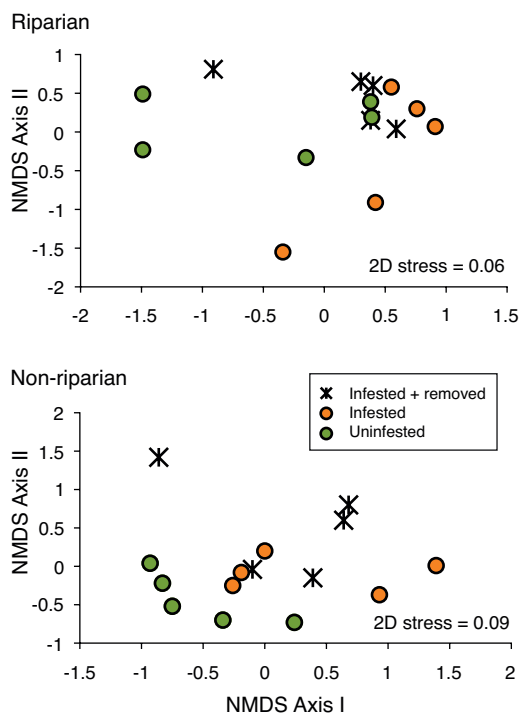 Riparian
NMDS Axis II
1
0.5
0
-0.5
-1
-1.5
-2
2D stress = 0.06
-2 -1.5 -1 -0.5 0 0.5 1 1.5
Non-riparian
Infested + removed
Infested
Uninfested
NMDS Axis II
2
1.5
1
0.5
0
-0.5
-1
2D stress = 0.09
-1.5 -1 -0.5 0 0.5 1 1.5 2
NMDS Axis I